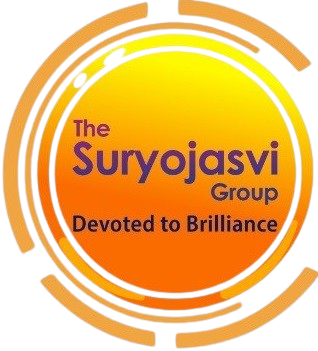 The
Suryojasvi
Group
Devoted to Brilliance